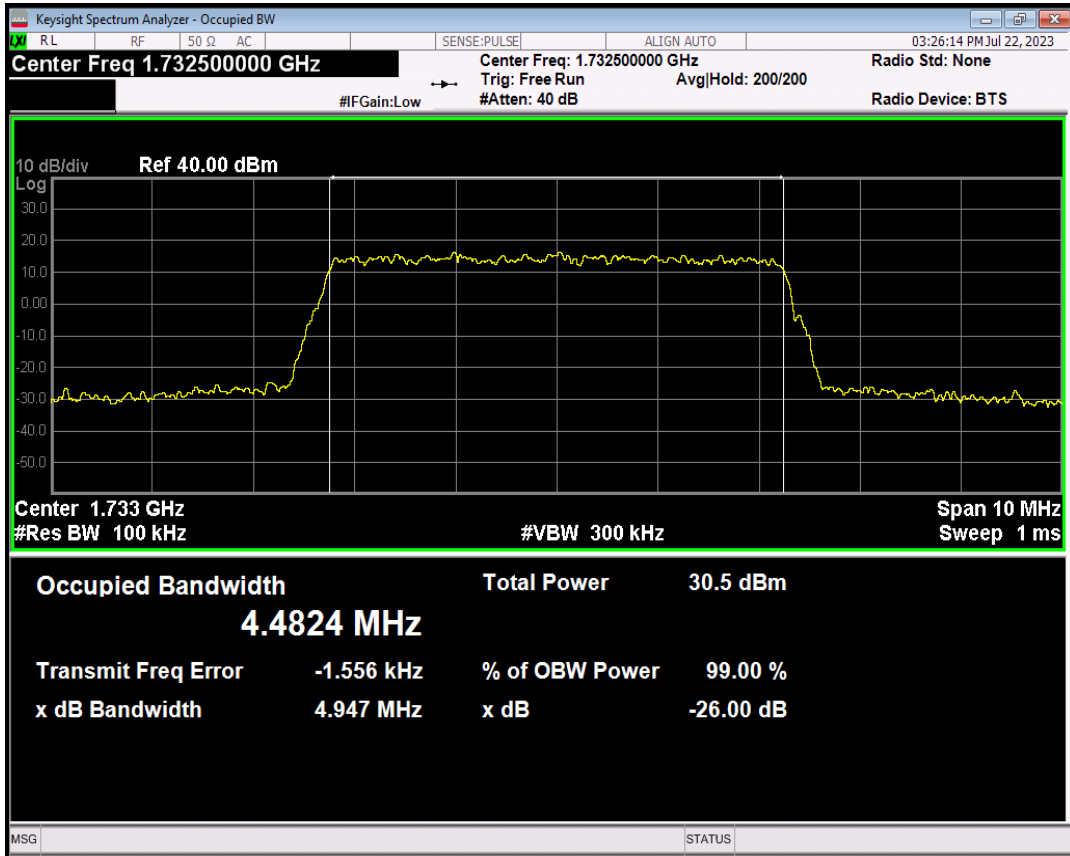 Keysight Spectrum Analyzer - Occupied BW
LXI RL RF 50 Ω AC SENSE:PULSE ALIGN AUTO 03:26:14 PM Jul 22, 2023
Center Freq 1.732500000 GHz Center Freq: 1.732500000 GHz Radio Std: None
Trig: Free Run Avg|Hold: 200/200
#IFGain:Low #Atten: 40 dB Radio Device: BTS
10 dB/div Ref 40.00 dBm
Log
30.0
20.0
10.0
0.00
-10.0
-20.0
-30.0
-40.0
-50.0
Center 1.733 GHz Span 10 MHz
#Res BW 100 kHz #VBW 300 kHz Sweep 1 ms
Occupied Bandwidth Total Power 30.5 dBm
4.4824 MHz
Transmit Freq Error -1.556 kHz % of OBW Power 99.00 %
x dB Bandwidth 4.947 MHz x dB -26.00 dB
MSG STATUS